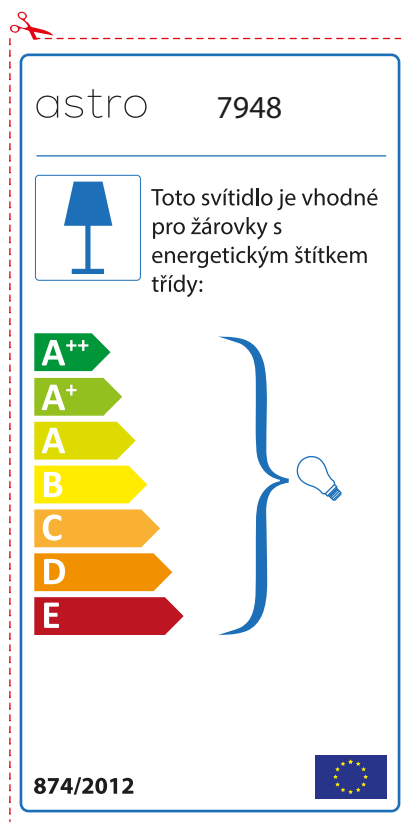 astro 7948
Toto svítidlo je vhodné
pro žárovky s
energetickým štítkem
třídy:
A++
A+
A
B
C
D
E
874/2012